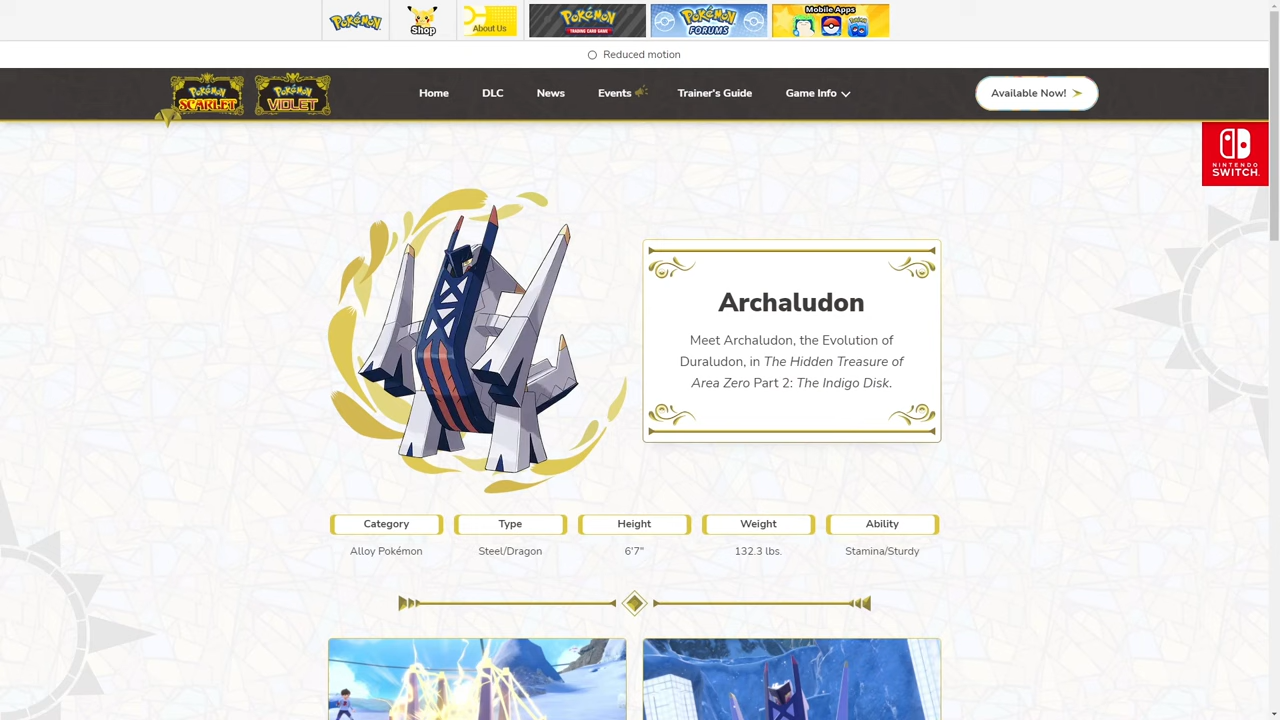 Pokémon
Shop
About Us
Pokémon
TRADING CARD GAME
Pokémon
FORUMS
Mobile Apps
Reduced motion
Pokémon
SCARLET
Pokémon
VIOLET
Home
DLC
News
Events
Trainer's Guide
Game Info
Available Now!
NINTENDO
SWITCH.
Archaludon
Meet Archaludon, the Evolution of
Duraludon, in The Hidden Treasure of
Area Zero Part 2: The Indigo Disk.
Category
Type
Height
Weight
Ability
Alloy Pokémon
Steel/Dragon
6'7"
132.3 lbs.
Stamina/Sturdy